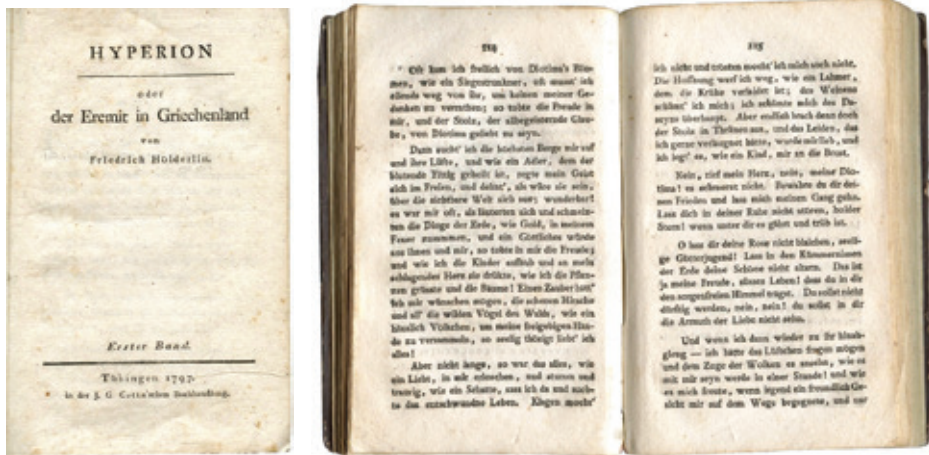 HYPERION
oder
der Eremit in Griechenland
von
Friedrich Hölderlin.
Erster Band.
Tübingen 1797.
in der J. G. Cotta'schen Buchhandlung.
114
Oft kam ich freilich von Diotima's Bäu-
men, wie ein Siegestrunkner, oft musst' ich
eilends weg von ihr, um keinen meiner Ge-
danken zu verrathen; so tobte die Freude in
mir, und der Stolz, der allbegeisternde Glau-
be, von Diotima geliebt zu seyn.
Dann sucht' ich die höchsten Berge mir auf
und ihre Lüfte, und wie ein Adler, dem der
blutende Fittig geheilt ist, regte mein Geist
sich im Freien, und dehnt', als wäre sie sein,
über die sichtbare Welt sich aus; wunderbar!
es war mir oft, als läuterten sich und schmelz-
ten die Dinge der Erde, wie Gold, in meinem
Feuer zusammen, und ein Göttliches würde
aus ihnen und mir, so tobte in mir die Freude;
und wie ich die Kinder aufhub und an mein
schlagendes Herz sie drükte, wie ich die Pflan-
zen grüsste und die Bäume! Einen Zauber hätt'
ich mir wünschen mögen, die scheuen Hirsche
und all' die wilden Vögel des Walds, wie ein
häuslich Völkchen, um meine freigebigen Hän-
de zu versammeln, so seelig thörigt liebt' ich
alles!
Aber nicht lange, so war das alles, wie
ein Licht, in mir erloschen, und stumm und
traurig, wie ein Schatte, sass ich da und such-
te das entschwundne Leben. Klagen mocht'
115
ich nicht und trösten mocht' ich mich auch nicht.
Die Hoffnung warf ich weg, wie ein Lahmer,
dem die Krüke verlaidet ist; des Weinens
schämt' ich mich; ich schämte mich des Da-
seyns überhaupt. Aber endlich brach denn doch
der Stolz in Thränen aus, und das Leiden, das
ich gerne verläugnet hätte, wurde mir lieb, und
ich legt' es, wie ein Kind, mir an die Brust.
Nein, rief mein Herz, nein, meine Dio-
tima! es schmerzt nicht. Bewahre du dir dei-
nen Frieden und lass mich meinen Gang gehn.
Lass dich in deiner Ruhe nicht stören, holder
Stern! wenn unter dir es gährt und trüb ist.
O lass dir deine Rose nicht blaichen, seeli-
ge Götterjugend! Lass in den Kümmernissen
der Erde deine Schöne nicht altern. Das ist
ja meine Freude, süsses Leben! dass du in dir
den sorgenfreien Himmel trägst. Du sollst nicht
dürftig werden, nein, nein! du sollst in dir
die Armuth der Liebe nicht sehn.
Und wenn ich dann wieder zu ihr hinab-
gieng — ich hätte das Lüftchen fragen mögen
und dem Zuge der Wolken es ansehn, wie es
mit mir seyn werde in einer Stunde! und wie
es mich freute, wenn irgend ein freundlich Ge-
sicht mir auf dem Wege begegnete, und nur